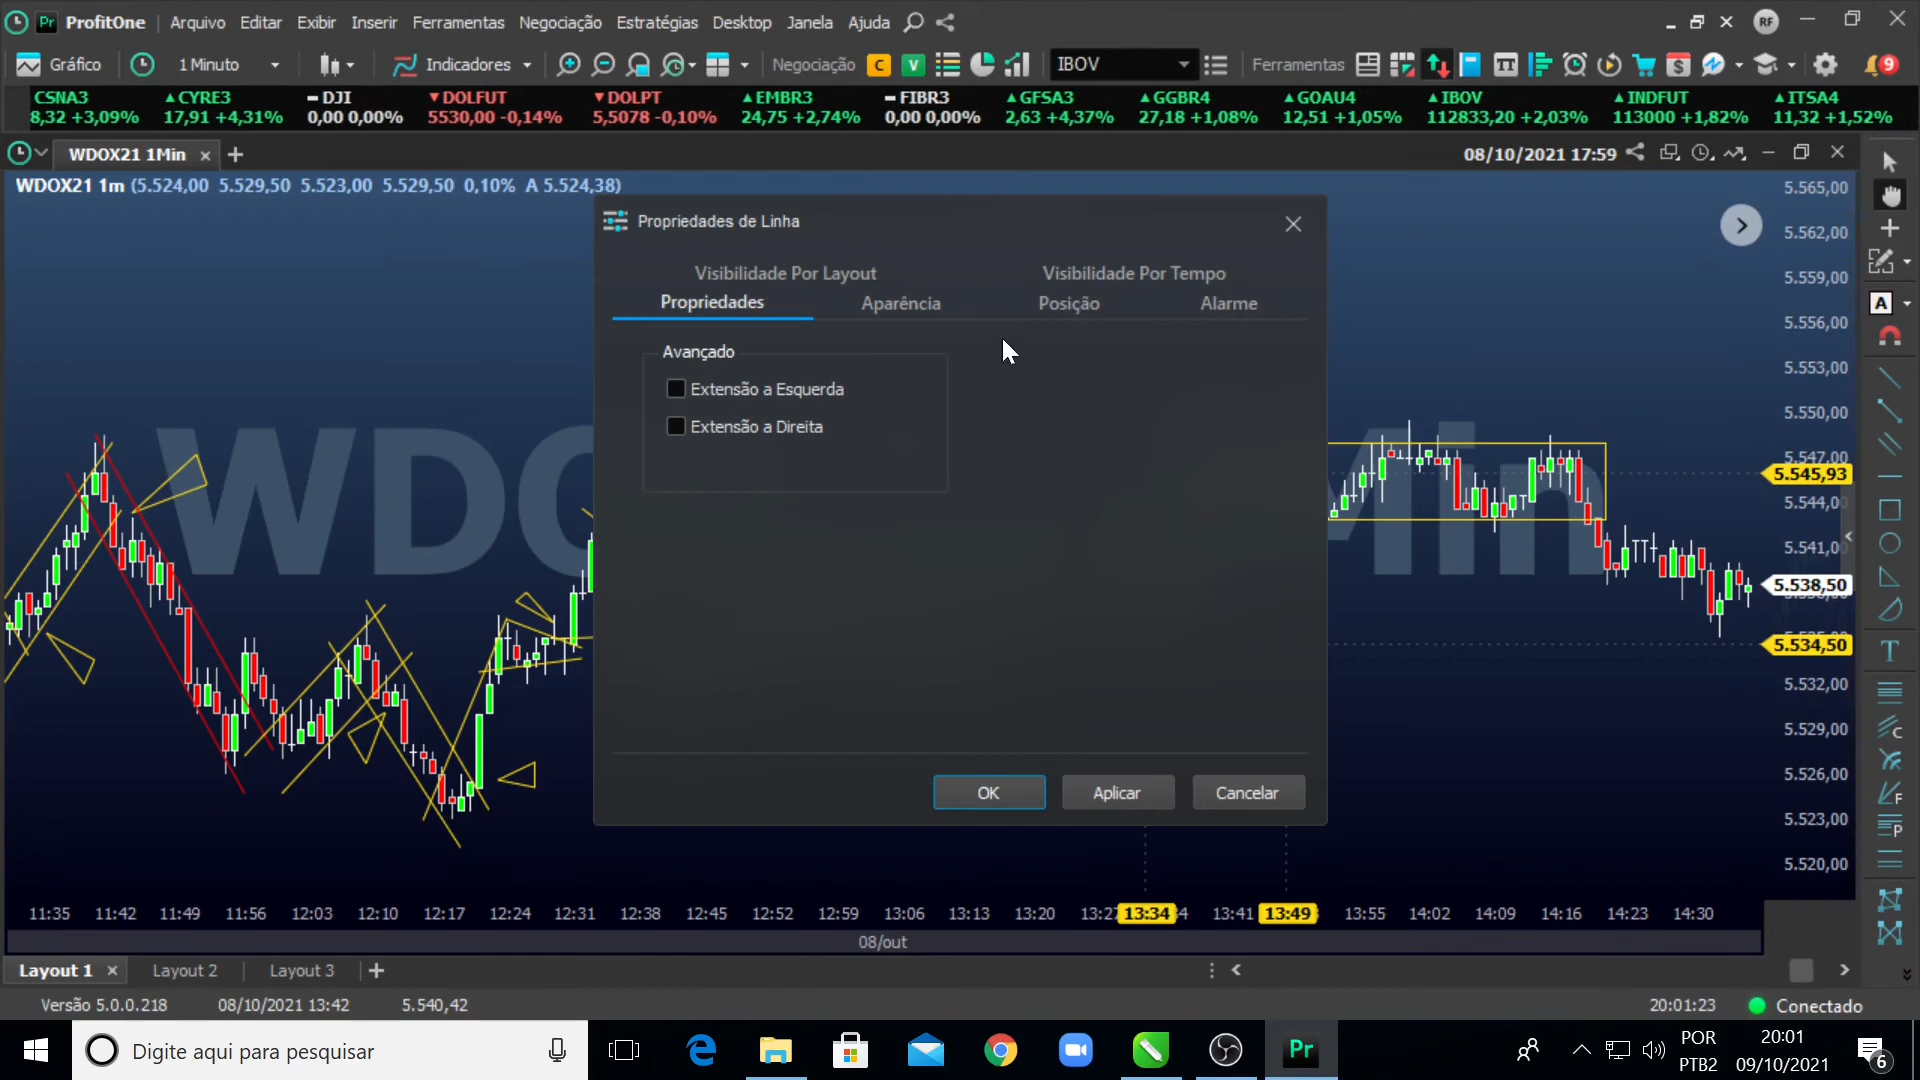 Pr ProfitOne Arquivo Editar Exibir Inserir Ferramentas Negociação Estratégias Desktop Janela Ajuda RF
Gráfico 1 Minuto Indicadores Negociação C V IBOV Ferramentas TT $ 9
CSNA3 CYRE3 DJI DOLFUT DOLPT EMBR3 FIBR3 GFSA3 GGBR4 GOAU4 IBOV INDFUT ITSA4
8,32 +3,09% 17,91 +4,31% 0,00 0,00% 5530,00 -0,14% 5,5078 -0,10% 24,75 +2,74% 0,00 0,00% 2,63 +4,37% 27,18 +1,08% 12,51 +1,05% 112833,20 +2,03% 113000 +1,82% 11,32 +1,52%
WDOX21 1Min 08/10/2021 17:59
WDOX21 1m (5.524,00 5.529,50 5.523,00 5.529,50 0,10% A 5.524,38)
Propriedades de Linha
Visibilidade Por Layout Visibilidade Por Tempo
Propriedades Aparência Posição Alarme
Avançado
Extensão a Esquerda
Extensão a Direita
OK Aplicar Cancelar
5.565,00
5.562,00
5.559,00
5.556,00
5.553,00
5.550,00
5.547,00
5.545,93
5.544,00
5.541,00
5.538,50
5.534,50
5.532,00
5.529,00
5.526,00
5.523,00
5.520,00
A
T
C
F
P
11:35 11:42 11:49 11:56 12:03 12:10 12:17 12:24 12:31 12:38 12:45 12:52 12:59 13:06 13:13 13:20 13:27 13:34 13:41 13:49 13:55 14:02 14:09 14:16 14:23 14:30
08/out
Layout 1 Layout 2 Layout 3
Versão 5.0.0.218 08/10/2021 13:42 5.540,42 20:01:23 Conectado
Digite aqui para pesquisar Pr POR 20:01
PTB2 09/10/2021 6